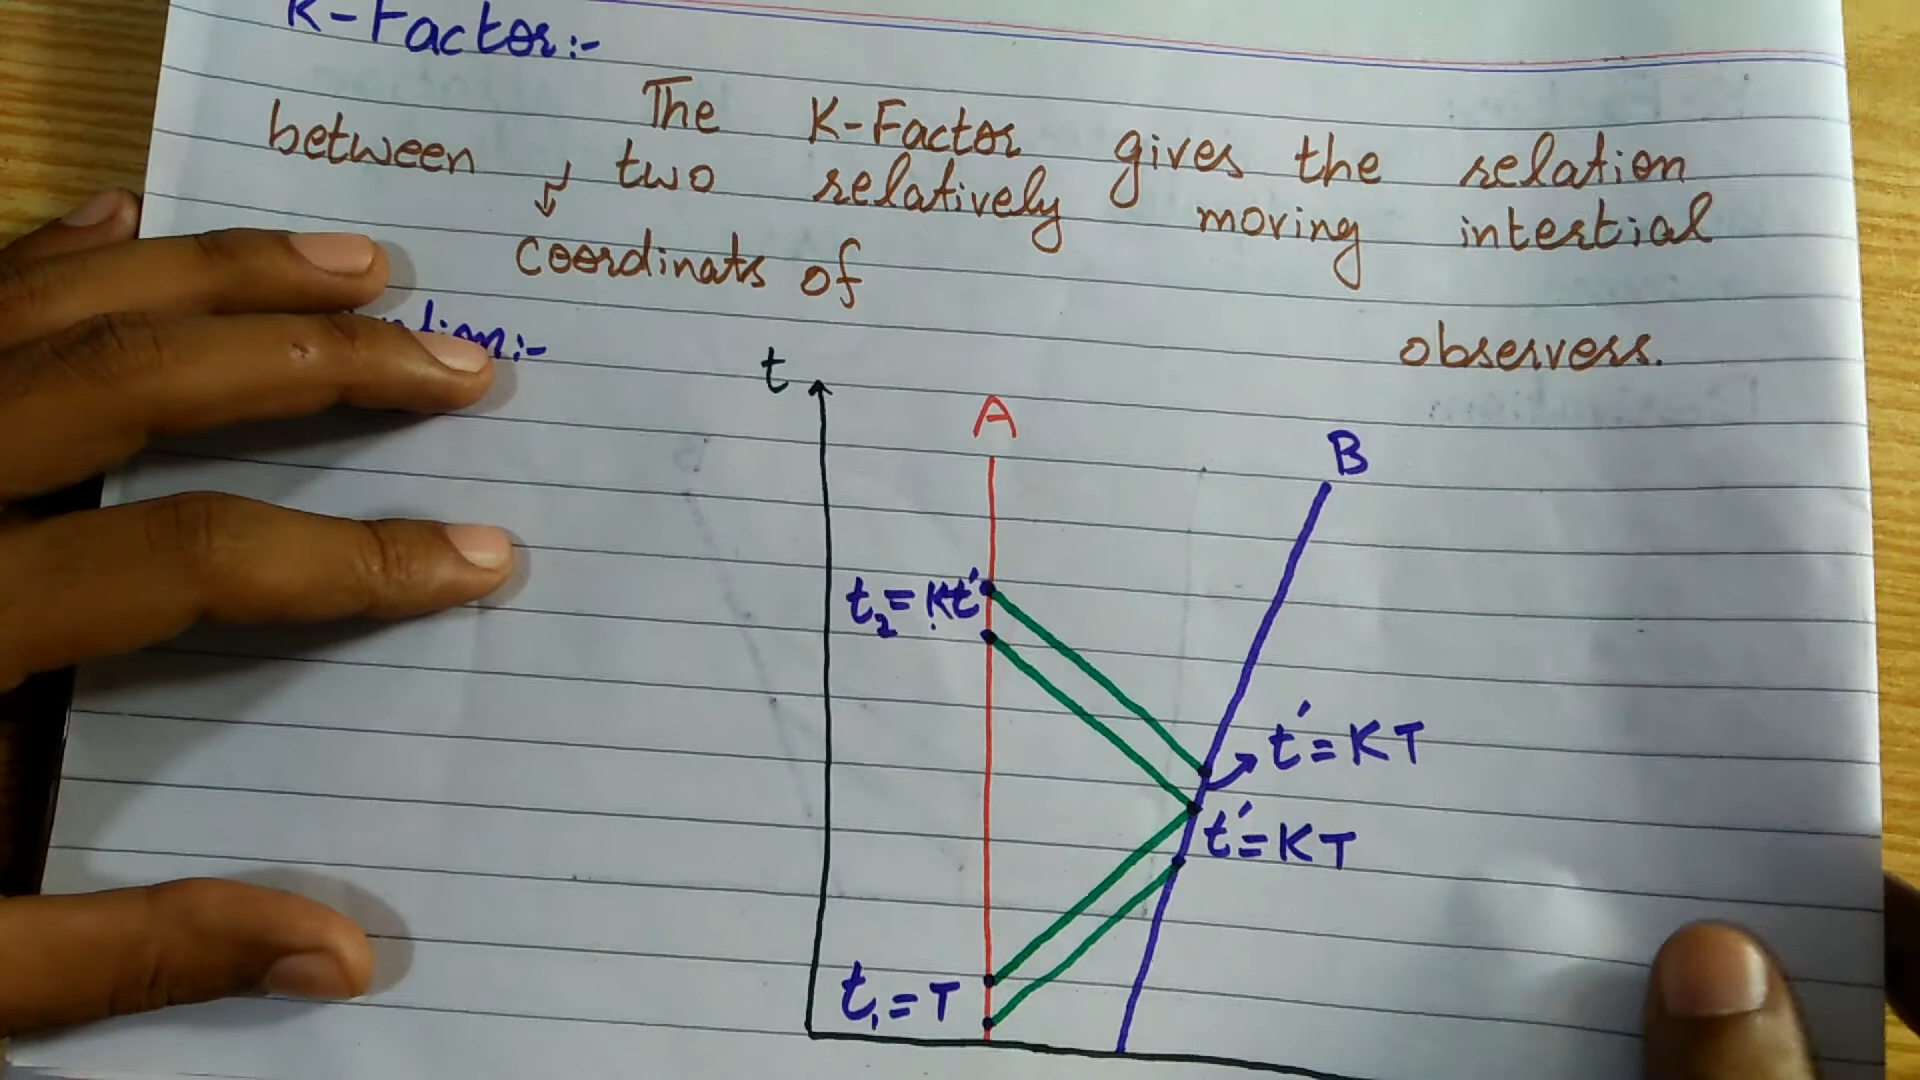 K-Factor:-
The K-Factor gives the relation
between two relatively moving intertial
coordinats of
observers.
t
A
B
t₂=Kt′
t′=KT
t′=KT
t₁=T